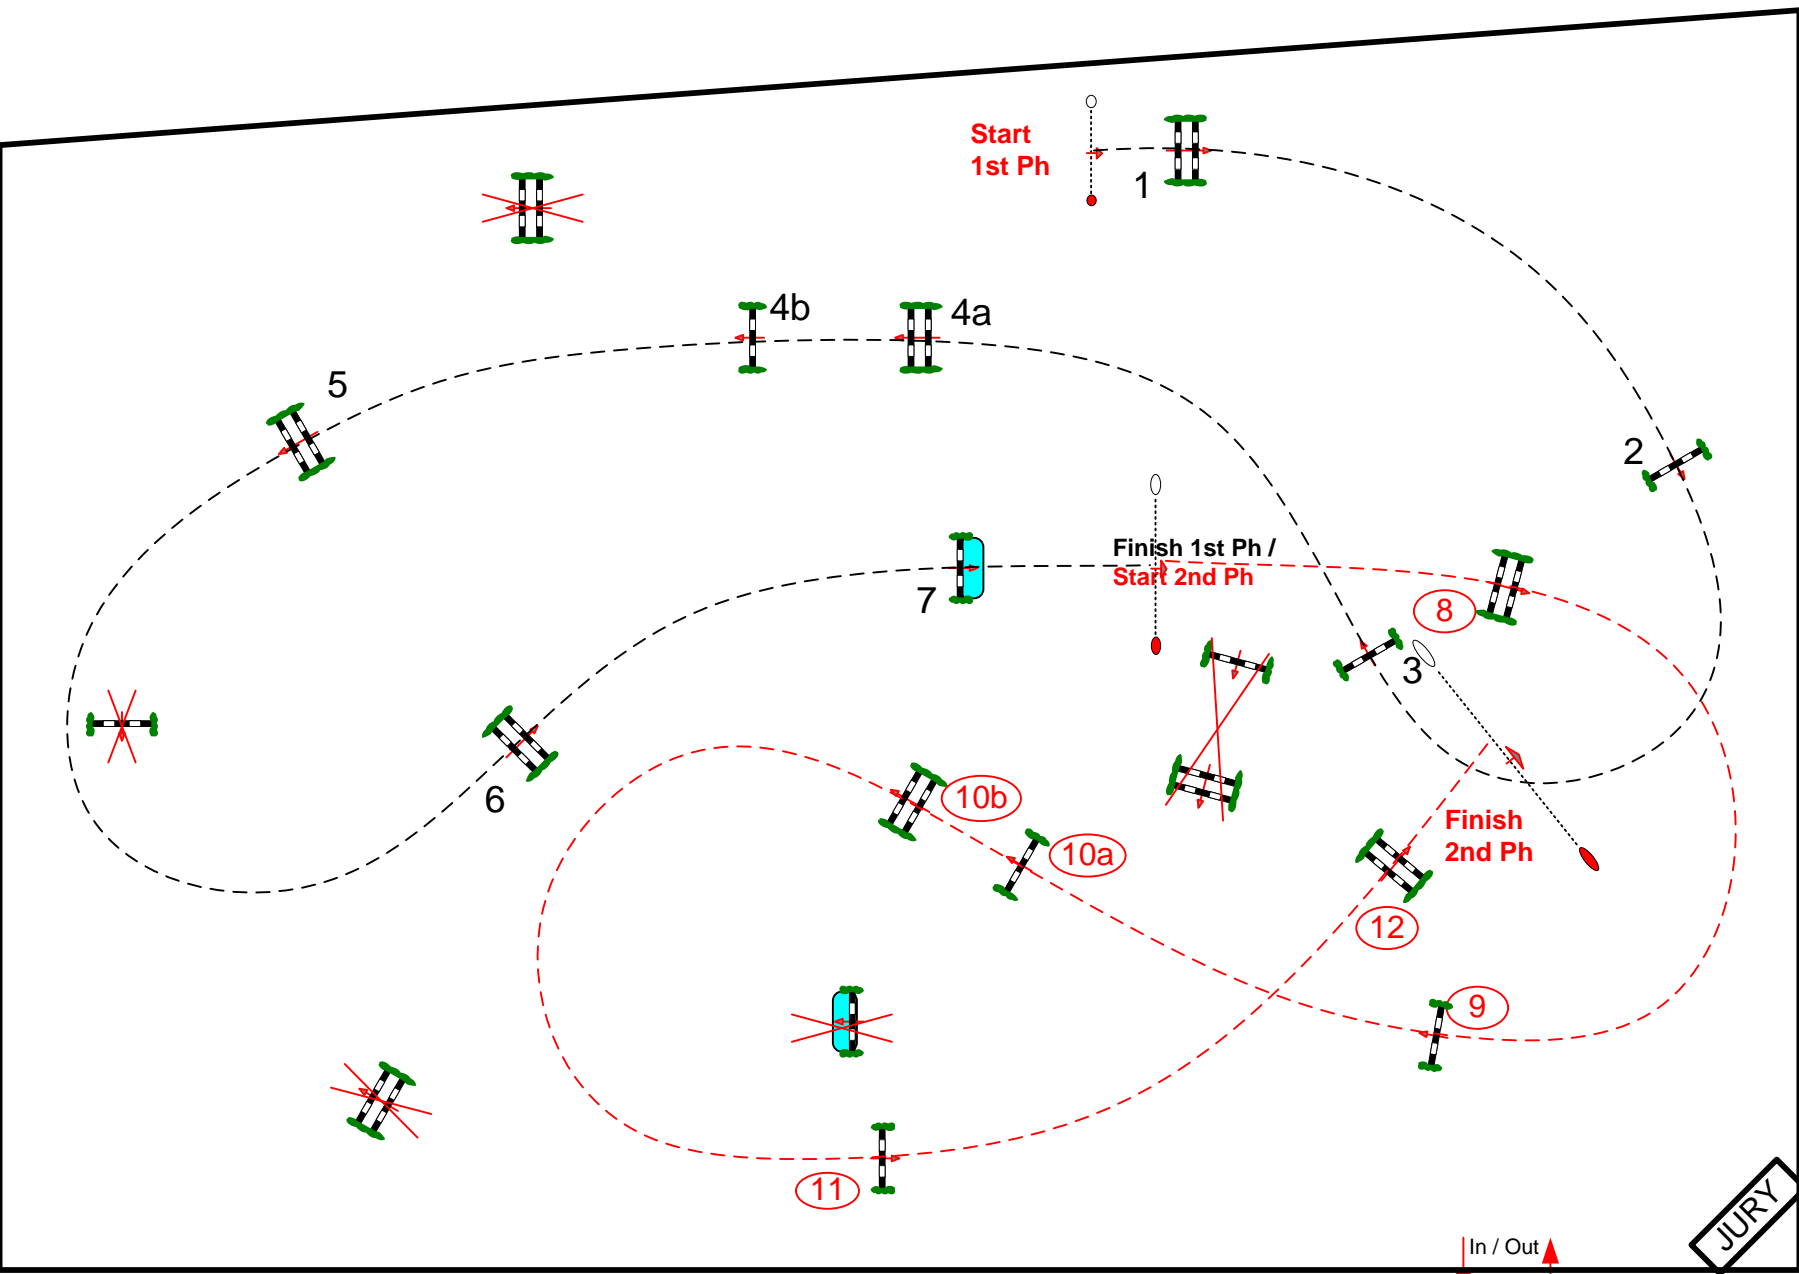 Start
1st Ph
1
4b
4a
5
2
Finish 1st Ph /
Start 2nd Ph
7
8
3
6
10b
10a
Finish
2nd Ph
12
9
11
JURY
In / Out